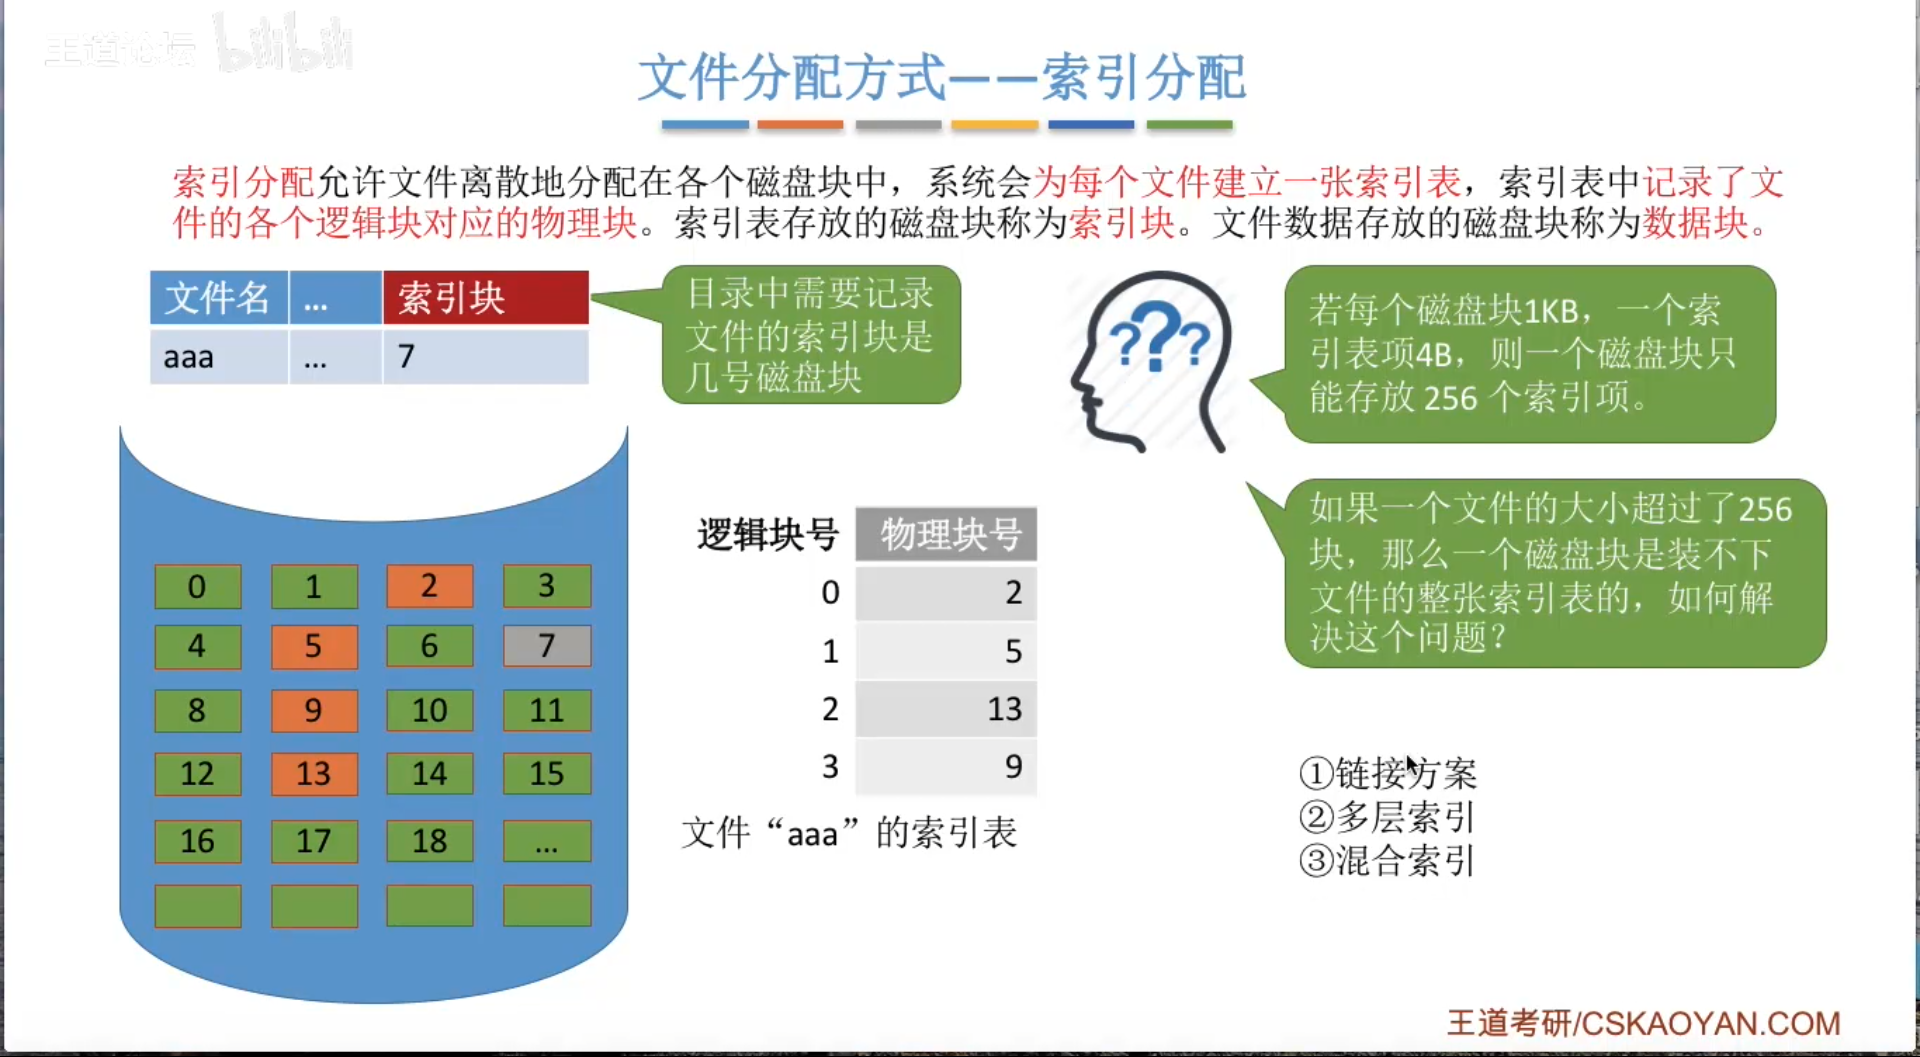 王道论坛 bilibili
文件分配方式——索引分配
索引分配允许文件离散地分配在各个磁盘块中，系统会为每个文件建立一张索引表，索引表中记录了文
件的各个逻辑块对应的物理块。索引表存放的磁盘块称为索引块。文件数据存放的磁盘块称为数据块。
文件名 ... 索引块
aaa ... 7
目录中需要记录
文件的索引块是
几号磁盘块
???
若每个磁盘块1KB，一个索
引表项4B，则一个磁盘块只
能存放 256 个索引项。
如果一个文件的大小超过了256
块，那么一个磁盘块是装不下
文件的整张索引表的，如何解
决这个问题？
0 1 2 3
4 5 6 7
8 9 10 11
12 13 14 15
16 17 18 ...
逻辑块号 物理块号
0 2
1 5
2 13
3 9
文件“aaa”的索引表
①链接方案
②多层索引
③混合索引
王道考研/CSKAOYAN.COM